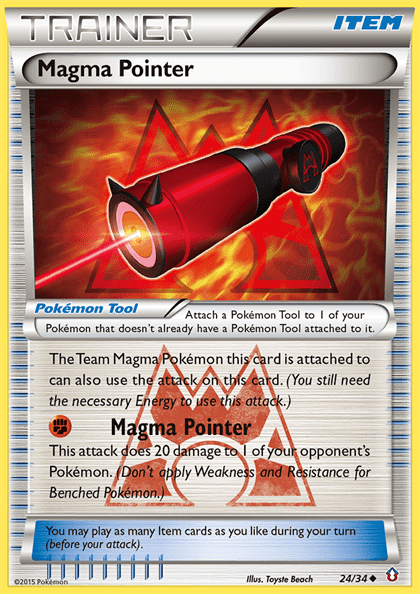 TRAINER ITEM
Magma Pointer
Pokémon Tool
Attach a Pokémon Tool to 1 of your
Pokémon that doesn't already have a Pokémon Tool attached to it.
The Team Magma Pokémon this card is attached to
can also use the attack on this card. (You still need
the necessary Energy to use this attack.)
Magma Pointer
This attack does 20 damage to 1 of your opponent's
Pokémon. (Don't apply Weakness and Resistance for
Benched Pokémon.)
You may play as many Item cards as you like during your turn
(before your attack).
©2015 Pokémon Illus. Toyste Beach 24/34